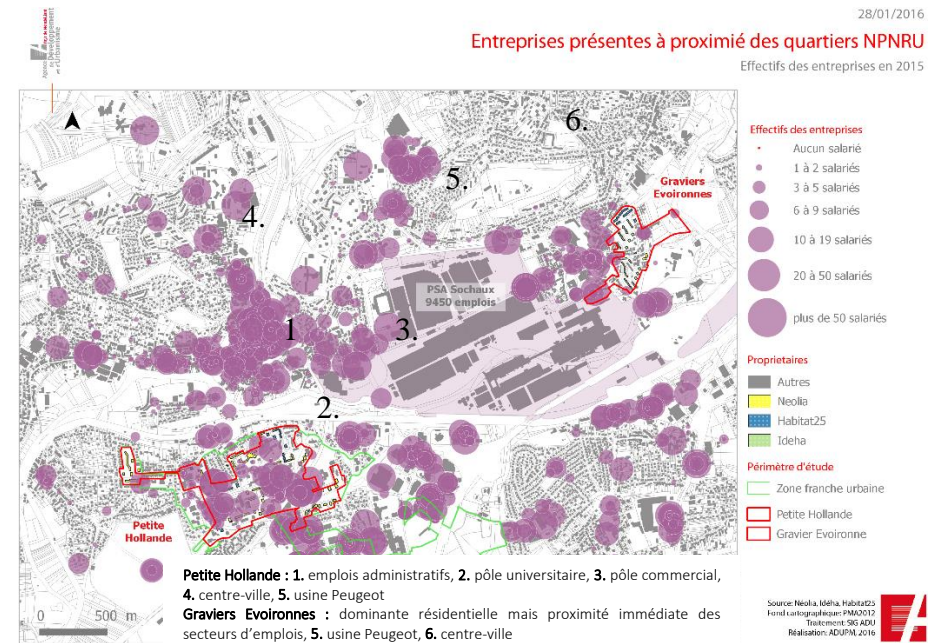 28/01/2016
Entreprises présentes à proximié des quartiers NPNRU
Effectifs des entreprises en 2015
Agence de Développement
et d'Urbanisme
6.
5.
4.
Graviers
Evoironnes
PSA Sochaux
9450 emplois
1
3.
2.
Petite
Hollande
0 500 m
Effectifs des entreprises
Aucun salarié
1 à 2 salariés
3 à 5 salariés
6 à 9 salariés
10 à 19 salariés
20 à 50 salariés
plus de 50 salariés
Proprietaires
Autres
Neolia
Habitat25
Ideha
Périmètre d'étude
Zone franche urbaine
Petite Hollande
Gravier Evoironne
Petite Hollande : 1. emplois administratifs, 2. pôle universitaire, 3. pôle commercial,
4. centre-ville, 5. usine Peugeot
Graviers Evoironnes : dominante résidentielle mais proximité immédiate des
secteurs d'emplois, 5. usine Peugeot, 6. centre-ville
Source: Néolia, Idéha, Habitat25
Fond cartographique: PMA2012
Traitement: SIG ADU
Réalisation: ADUPM, 2016